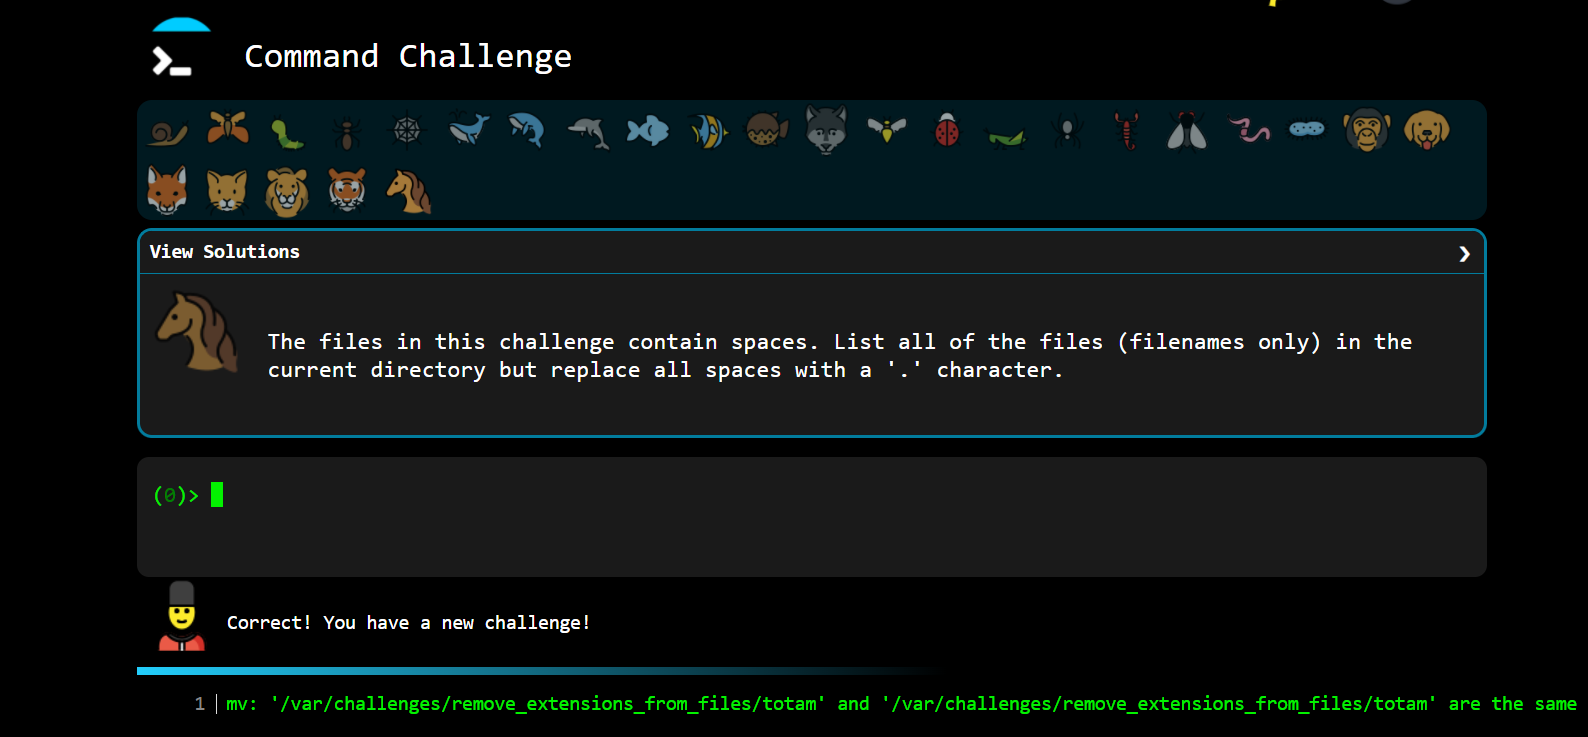 Command Challenge
View Solutions
The files in this challenge contain spaces. List all of the files (filenames only) in the
current directory but replace all spaces with a '.' character.
(0)>
Correct! You have a new challenge!
1 mv: '/var/challenges/remove_extensions_from_files/totam' and '/var/challenges/remove_extensions_from_files/totam' are the same